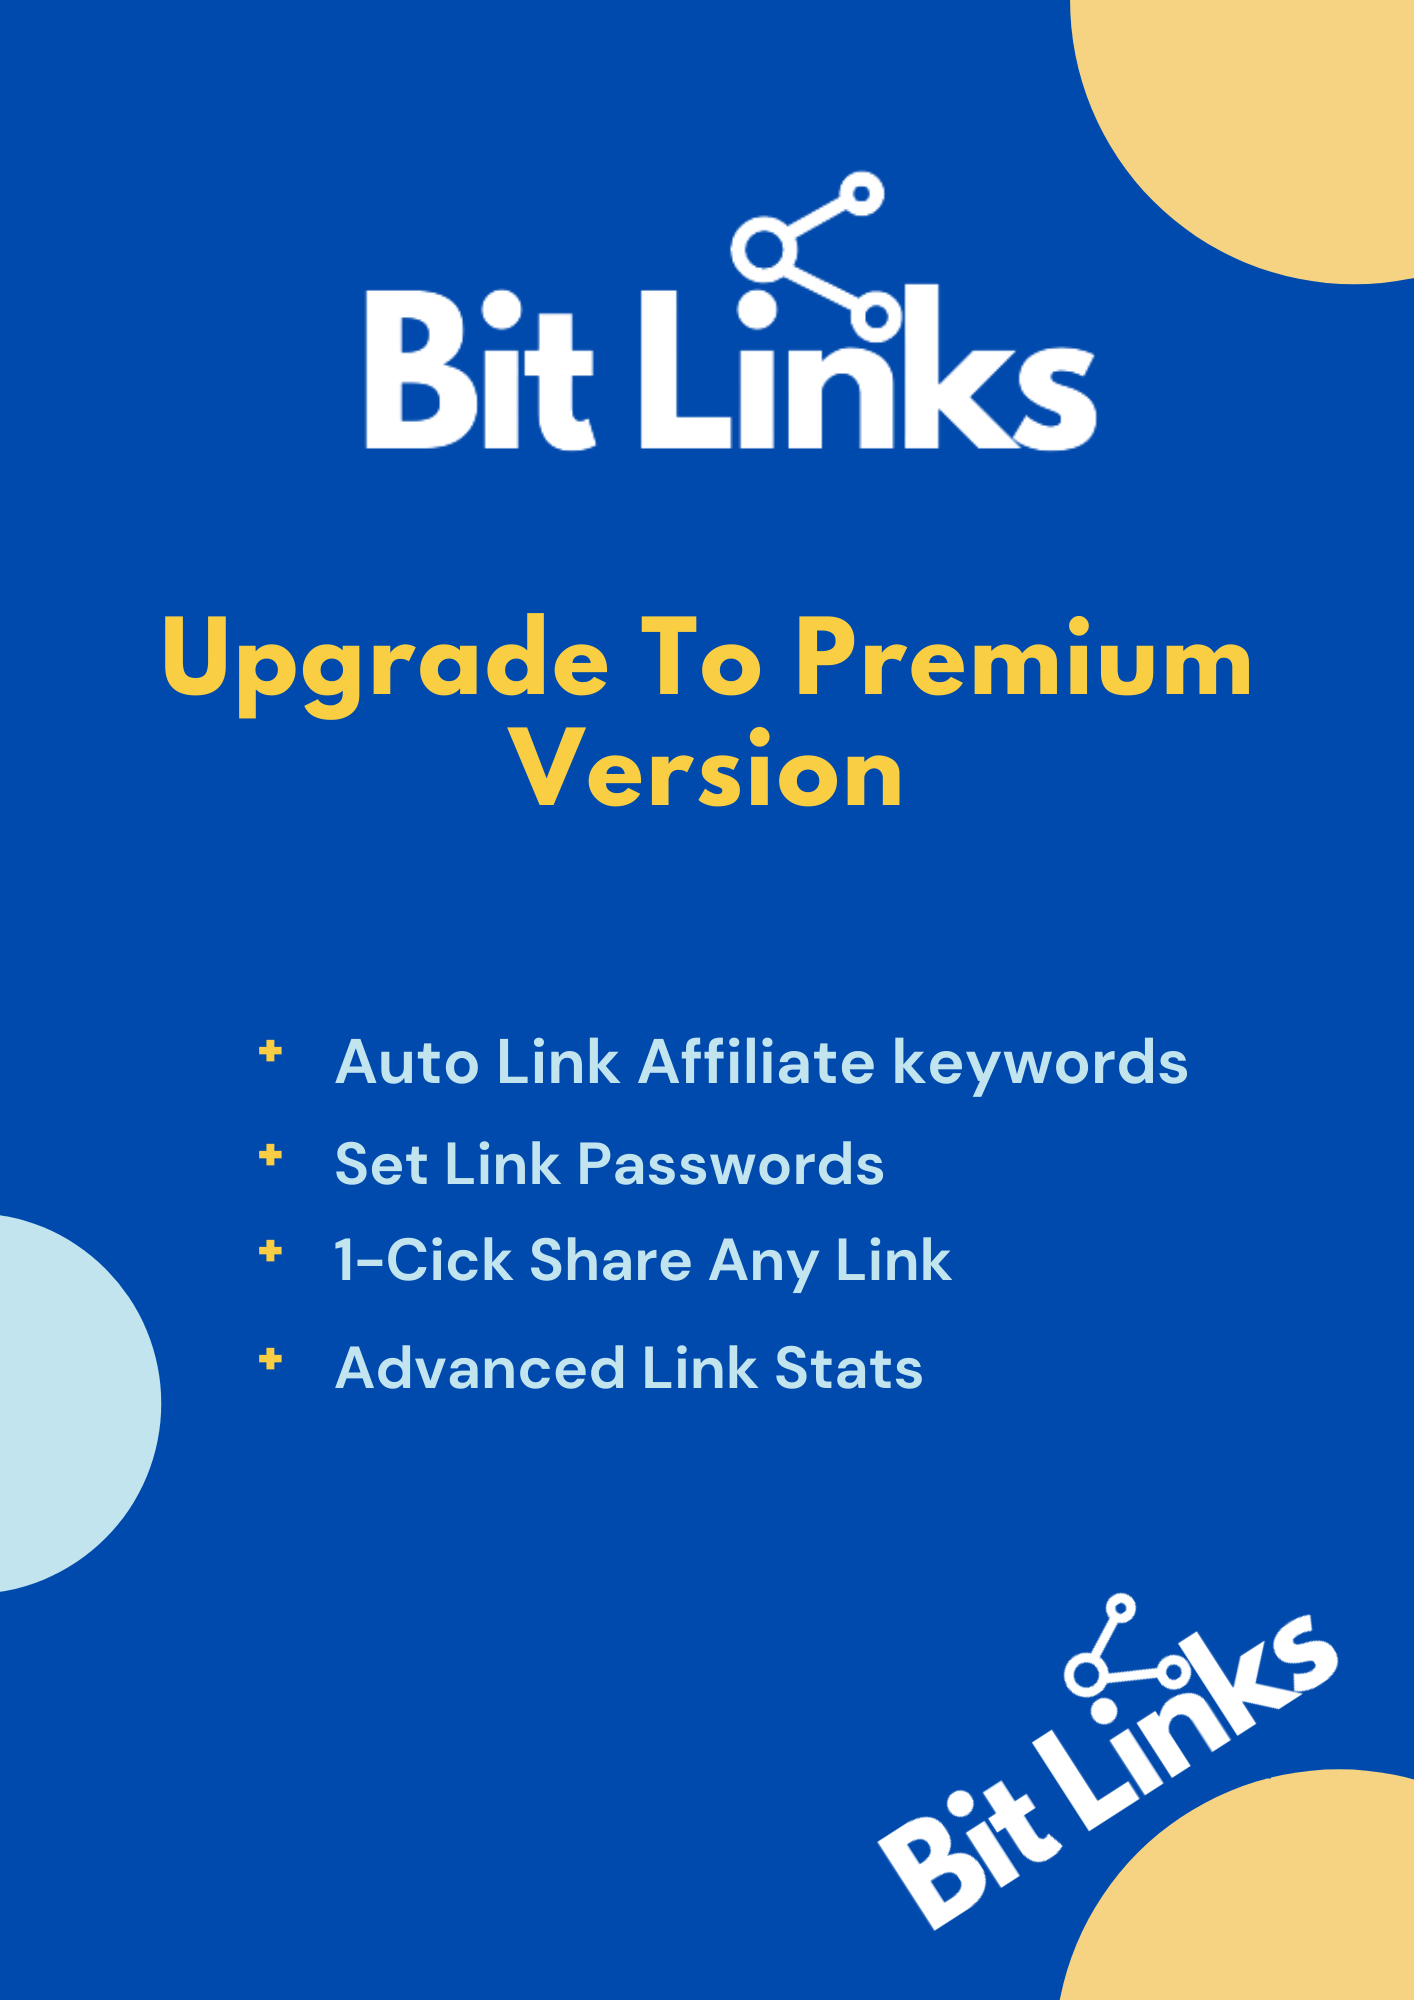 Bit Links
Upgrade To Premium
Version
+ Auto Link Affiliate keywords
+ Set Link Passwords
+ 1-Cick Share Any Link
+ Advanced Link Stats
Bit Links